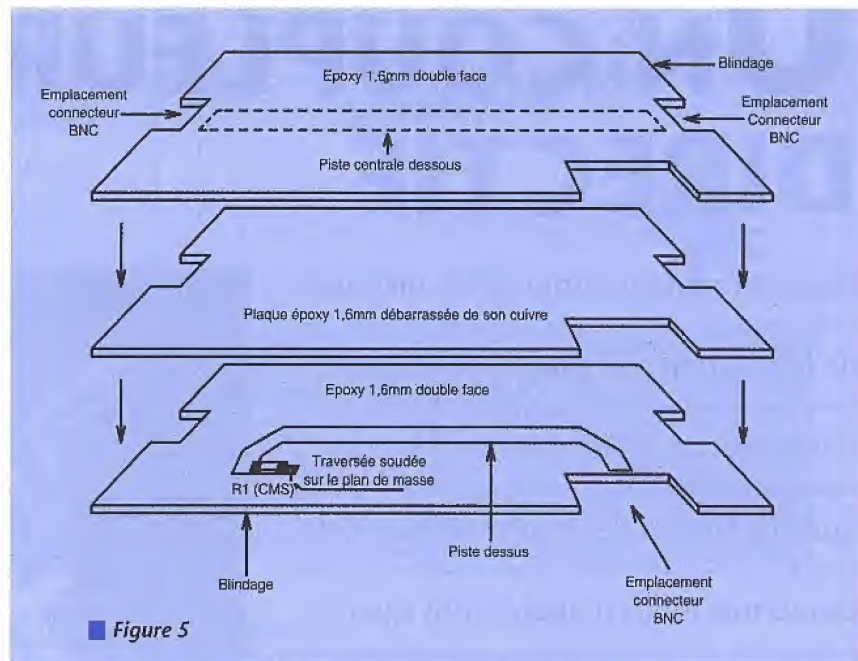 Epoxy 1,6mm double face
Blindage
Emplacement
connecteur
BNC
Emplacement
Connecteur
BNC
Piste centrale dessous
Plaque époxy 1,6mm débarrassée de son cuivre
Epoxy 1,6mm double face
Traversée soudée
sur le plan de masse
R1 (CMS)
Piste dessus
Blindage
Emplacement
connecteur
BNC
Figure 5